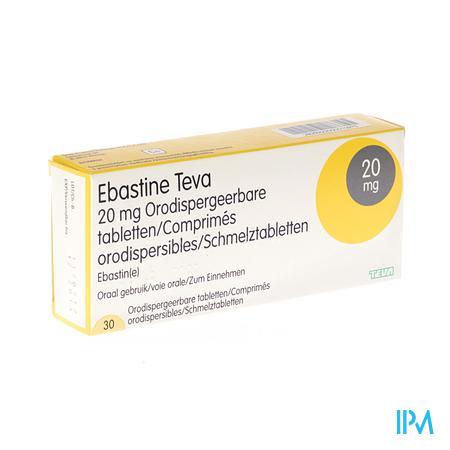 Ebastine Teva
20 mg Orodispergeerbare
tabletten/Comprimés
orodispersibles/Schmelztabletten
Ebastin(e)
Oraal gebruik/voie orale/Zum Einnehmen
30
Orodispergeerbare tabletten/Comprimés
orodispersibles/Schmelztabletten
20
mg
TEVA
IPM